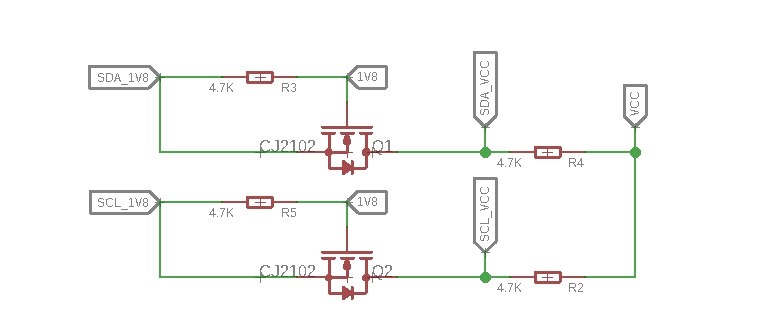 SDA_1V8
4.7K
R3
1V8
SDA_VCC
VCC
CJ2102
Q1
4.7K
R4
SCL_1V8
4.7K
R5
1V8
SCL_VCC
CJ2102
Q2
4.7K
R2